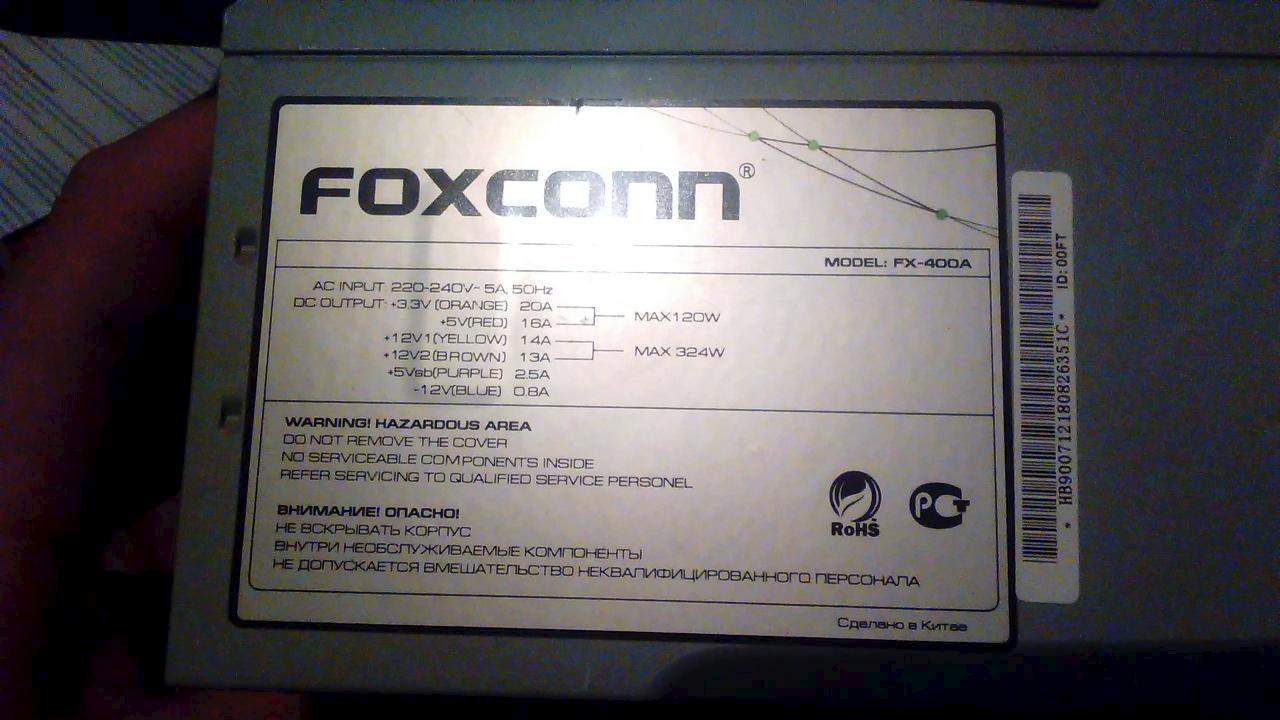 FOXCONN®
MODEL: FX-400A
AC INPUT: 220-240V~ 5A, 50Hz
DC OUTPUT: +3.3V (ORANGE) 20A
+5V(RED) 16A
MAX120W
+12V1(YELLOW) 14A
+12V2(BROWN) 13A
MAX 324W
+5Vsb(PURPLE) 2.5A
-12V(BLUE) 0.8A
WARNING! HAZARDOUS AREA
DO NOT REMOVE THE COVER
NO SERVICEABLE COMPONENTS INSIDE
REFER SERVICING TO QUALIFIED SERVICE PERSONEL
ВНИМАНИЕ! ОПАСНО!
НЕ ВСКРЫВАТЬ КОРПУС
ВНУТРИ НЕОБСЛУЖИВАЕМЫЕ КОМПОНЕНТЫ
НЕ ДОПУСКАЕТСЯ ВМЕШАТЕЛЬСТВО НЕКВАЛИФИЦИРОВАННОГО ПЕРСОНАЛА
RoHS
РСТ
Сделано в Китае
* HB900712180826351C * ID:00FT